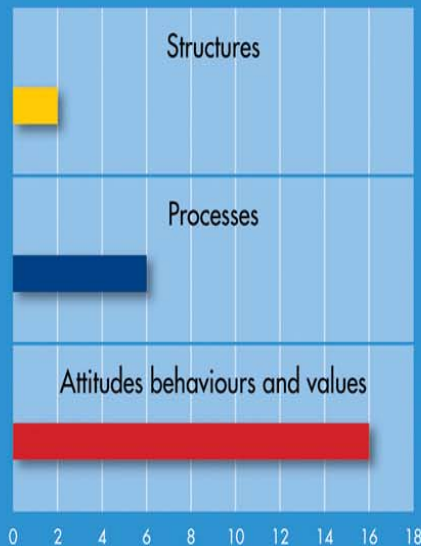 Structures
Processes
Attitudes behaviours and values
0 2 4 6 8 10 12 14 16 18